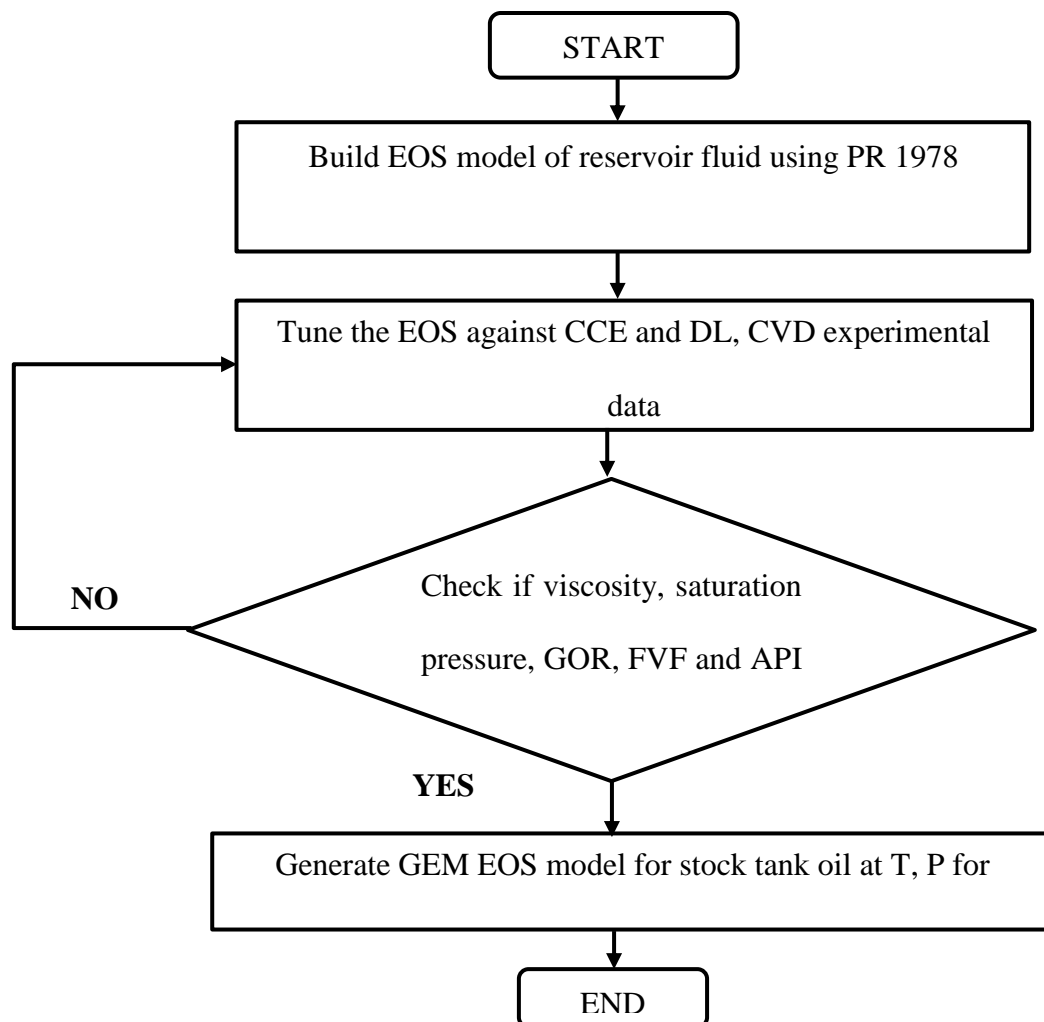 START
Build EOS model of reservoir fluid using PR 1978
Tune the EOS against CCE and DL, CVD experimental
data
NO
Check if viscosity, saturation
pressure, GOR, FVF and API
YES
Generate GEM EOS model for stock tank oil at T, P for
END